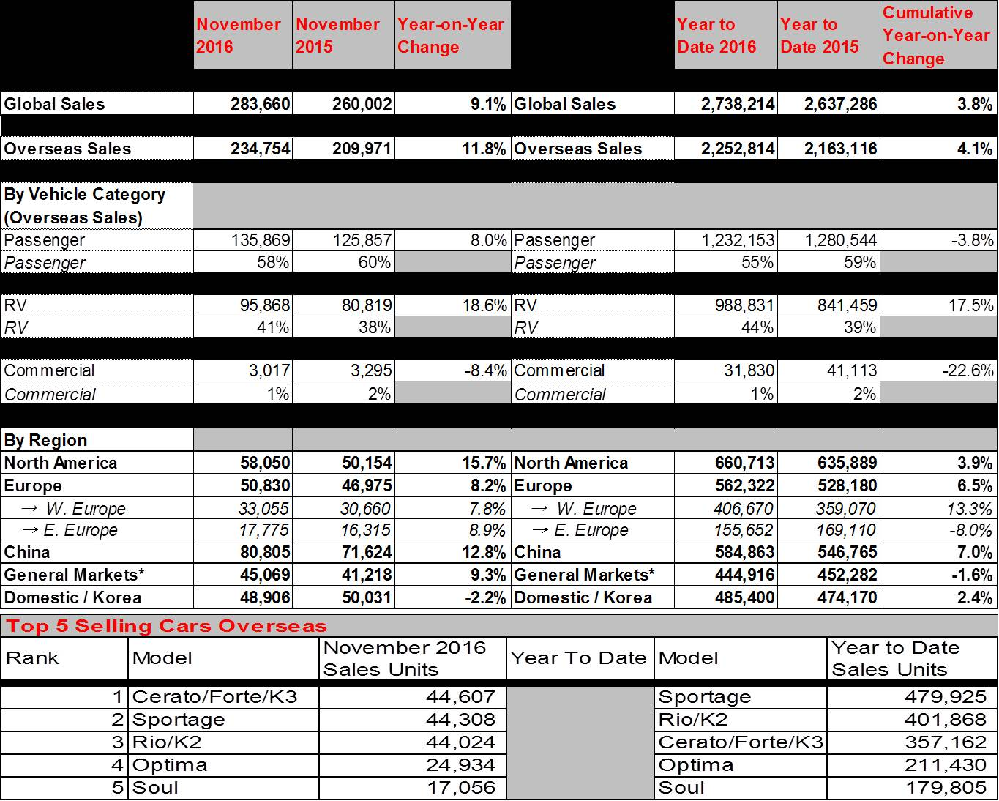 November 2016 November 2015 Year-on-Year Change Year to Date 2016 Year to Date 2015 Cumulative Year-on-Year Change
Global Sales 283,660 260,002 9.1% Global Sales 2,738,214 2,637,286 3.8%
Overseas Sales 234,754 209,971 11.8% Overseas Sales 2,252,814 2,163,116 4.1%
By Vehicle Category
(Overseas Sales)
Passenger 135,869 125,857 8.0% Passenger 1,232,153 1,280,544 -3.8%
Passenger 58% 60% Passenger 55% 59%
RV 95,868 80,819 18.6% RV 988,831 841,459 17.5%
RV 41% 38% RV 44% 39%
Commercial 3,017 3,295 -8.4% Commercial 31,830 41,113 -22.6%
Commercial 1% 2% Commercial 1% 2%
By Region
North America 58,050 50,154 15.7% North America 660,713 635,889 3.9%
Europe 50,830 46,975 8.2% Europe 562,322 528,180 6.5%
→ W. Europe 33,055 30,660 7.8% → W. Europe 406,670 359,070 13.3%
→ E. Europe 17,775 16,315 8.9% → E. Europe 155,652 169,110 -8.0%
China 80,805 71,624 12.8% China 584,863 546,765 7.0%
General Markets* 45,069 41,218 9.3% General Markets* 444,916 452,282 -1.6%
Domestic / Korea 48,906 50,031 -2.2% Domestic / Korea 485,400 474,170 2.4%
Top 5 Selling Cars Overseas
Rank Model November 2016 Sales Units Year To Date Model Year to Date Sales Units
1 Cerato/Forte/K3 44,607 Sportage 479,925
2 Sportage 44,308 Rio/K2 401,868
3 Rio/K2 44,024 Cerato/Forte/K3 357,162
4 Optima 24,934 Optima 211,430
5 Soul 17,056 Soul 179,805